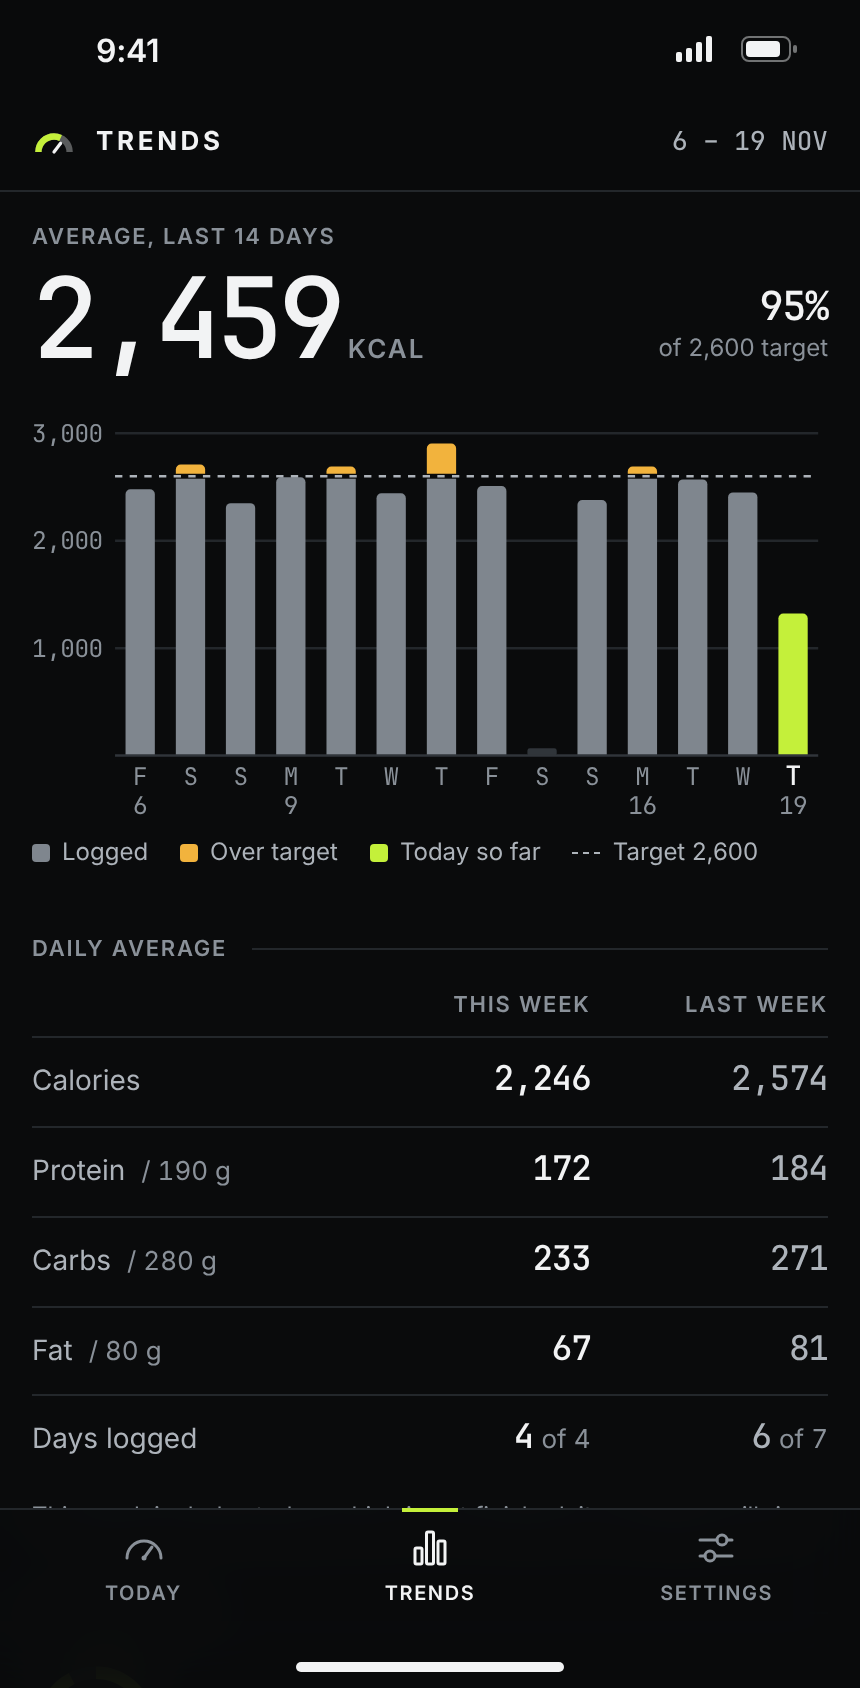 9:41
TRENDS
6 – 19 NOV
AVERAGE, LAST 14 DAYS
2,459 KCAL
95%
of 2,600 target
3,000
2,000
1,000
F S S M T W T F S S M T W T
6 9 16 19
Logged Over target Today so far Target 2,600
DAILY AVERAGE
THIS WEEK LAST WEEK
Calories 2,246 2,574
Protein / 190 g 172 184
Carbs / 280 g 233 271
Fat / 80 g 67 81
Days logged 4 of 4 6 of 7
TODAY TRENDS SETTINGS